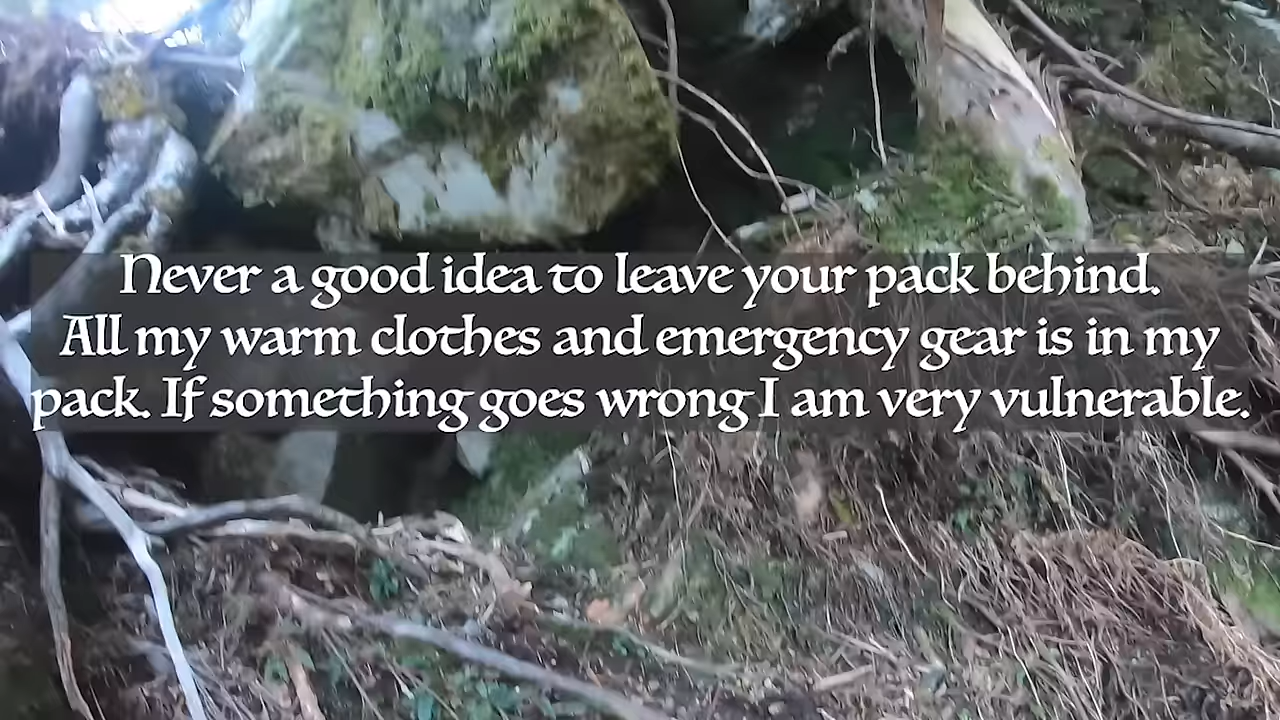 Never a good idea to leave your pack behind.
All my warm clothes and emergency gear is in my
pack. If something goes wrong I am very vulnerable.